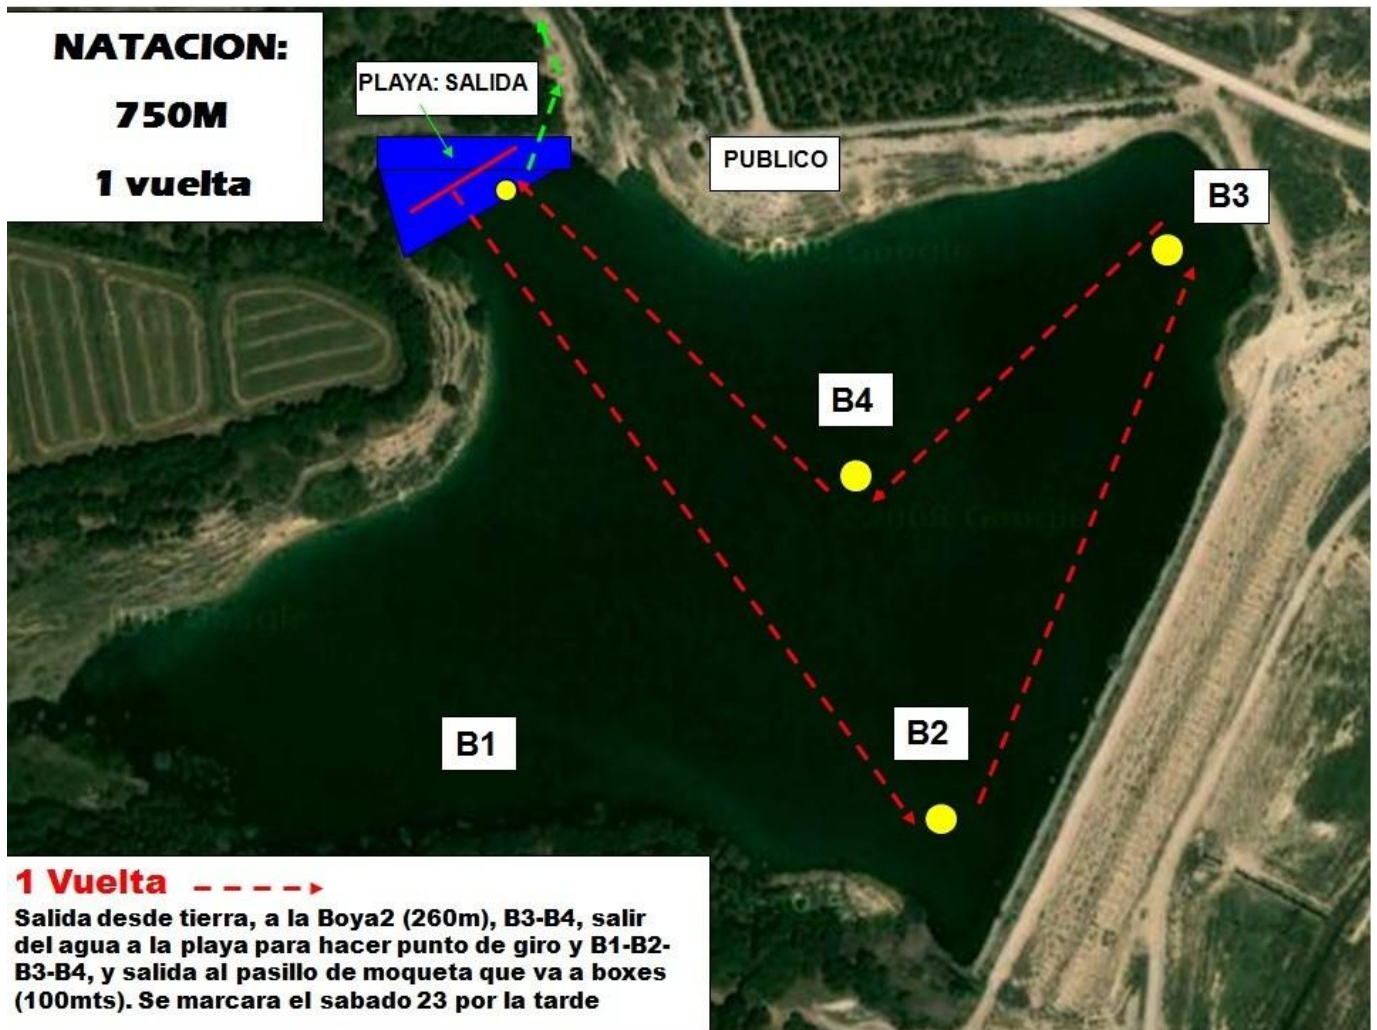 NATACION:
750M
1 vuelta
PLAYA: SALIDA
PUBLICO
B3
B4
B2
B1
1 Vuelta
Salida desde tierra, a la Boya2 (260m), B3-B4, salir
del agua a la playa para hacer punto de giro y B1-B2-
B3-B4, y salida al pasillo de moqueta que va a boxes
(100mts). Se marcara el sabado 23 por la tarde